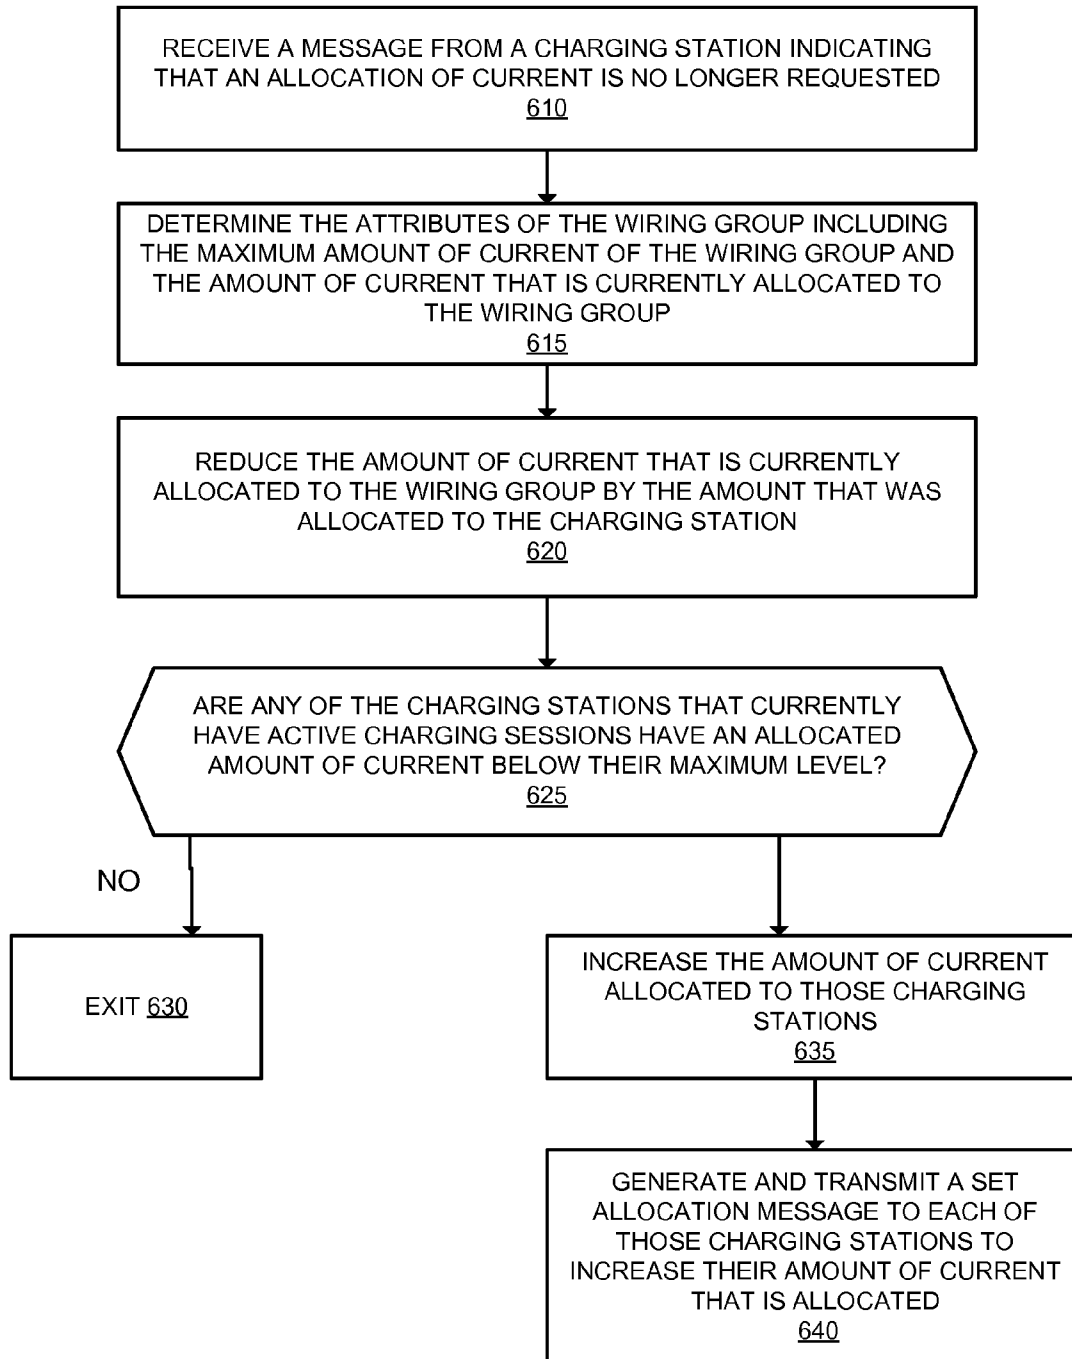 RECEIVE A MESSAGE FROM A CHARGING STATION INDICATING
THAT AN ALLOCATION OF CURRENT IS NO LONGER REQUESTED
610
DETERMINE THE ATTRIBUTES OF THE WIRING GROUP INCLUDING
THE MAXIMUM AMOUNT OF CURRENT OF THE WIRING GROUP AND
THE AMOUNT OF CURRENT THAT IS CURRENTLY ALLOCATED TO
THE WIRING GROUP
615
REDUCE THE AMOUNT OF CURRENT THAT IS CURRENTLY
ALLOCATED TO THE WIRING GROUP BY THE AMOUNT THAT WAS
ALLOCATED TO THE CHARGING STATION
620
ARE ANY OF THE CHARGING STATIONS THAT CURRENTLY
HAVE ACTIVE CHARGING SESSIONS HAVE AN ALLOCATED
AMOUNT OF CURRENT BELOW THEIR MAXIMUM LEVEL?
625
NO
EXIT 630
INCREASE THE AMOUNT OF CURRENT
ALLOCATED TO THOSE CHARGING
STATIONS
635
GENERATE AND TRANSMIT A SET
ALLOCATION MESSAGE TO EACH OF
THOSE CHARGING STATIONS TO
INCREASE THEIR AMOUNT OF CURRENT
THAT IS ALLOCATED
640